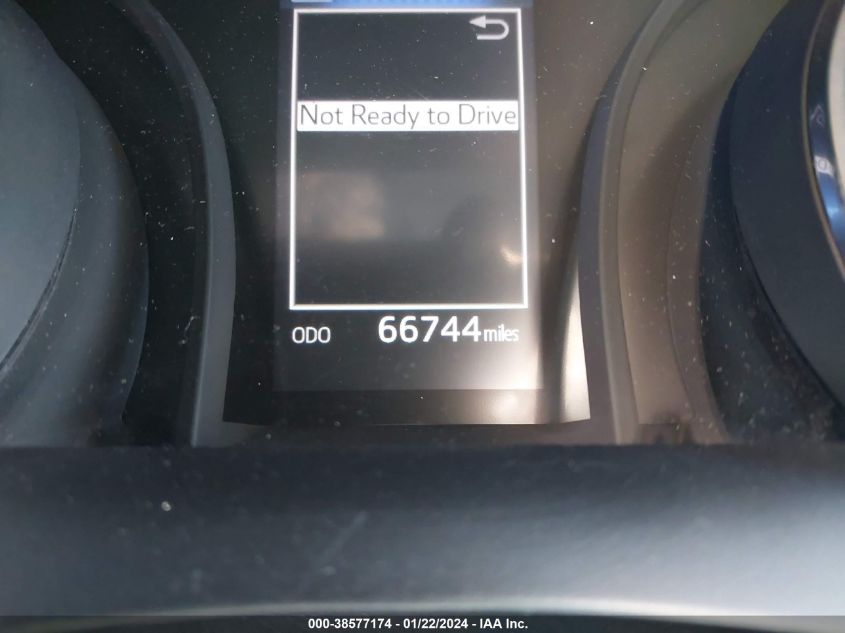 Not Ready to Drive
ODO 66744 miles
000-38577174 - 01/22/2024 - IAA Inc.